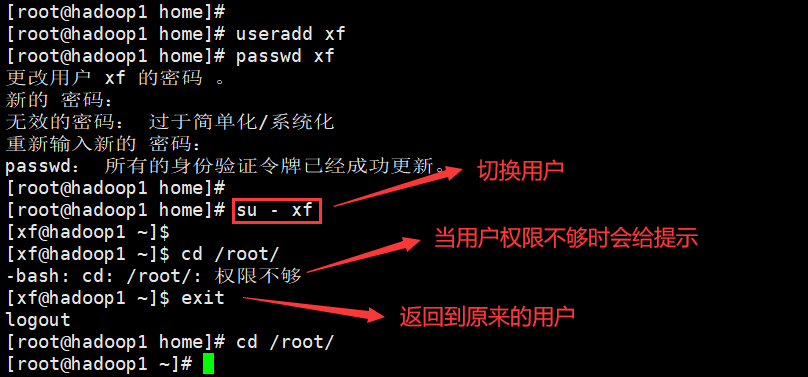 [root@hadoop1 home]#
[root@hadoop1 home]# useradd xf
[root@hadoop1 home]# passwd xf
更改用户 xf 的密码 。
新的 密码：
无效的密码： 过于简单化/系统化
重新输入新的 密码：
passwd： 所有的身份验证令牌已经成功更新。
切换用户
[root@hadoop1 home]#
[root@hadoop1 home]# su - xf
[xf@hadoop1 ~]$
当用户权限不够时会给提示
[xf@hadoop1 ~]$ cd /root/
-bash: cd: /root/: 权限不够
[xf@hadoop1 ~]$ exit
返回到原来的用户
logout
[root@hadoop1 home]# cd /root/
[root@hadoop1 ~]#